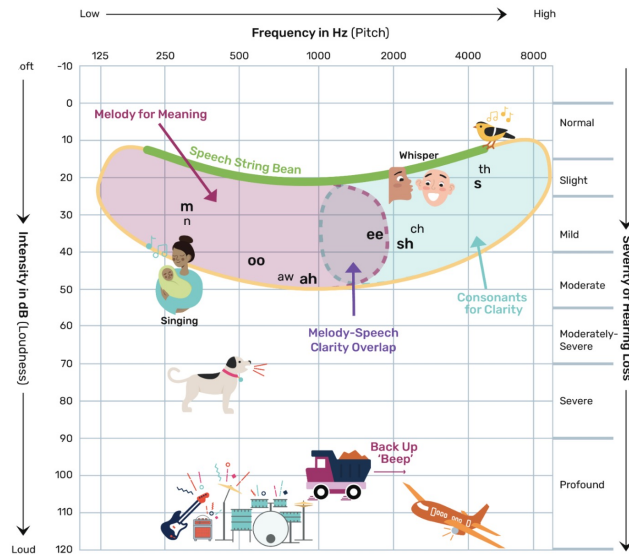 Low
High
Frequency in Hz (Pitch)
125 250 500 1000 2000 4000 8000
oft
-10
0
10
20
30
40
50
60
70
80
90
100
110
120
Loud
Intensity in dB (Loudness)
Melody for Meaning
Speech String Bean
Whisper
th
s
m
n
ch
sh
ee
oo
aw
ah
Singing
Melody-Speech
Clarity Overlap
Consonants
for Clarity
Back Up
'Beep'
Normal
Slight
Mild
Moderate
Moderately-
Severe
Severe
Profound
Severity of Hearing Loss